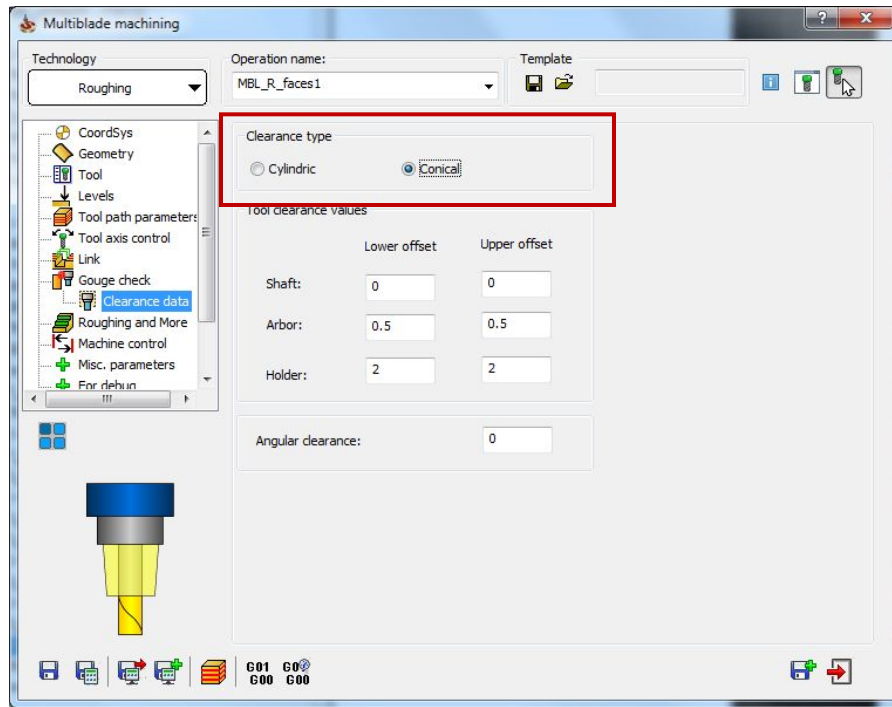 Multiblade machining
Technology
Operation name:
Template
Roughing
MBL_R_faces1
CoordSys
Geometry
Tool
Levels
Tool path parameters
Tool axis control
Link
Gouge check
Clearance data
Roughing and More
Machine control
Misc. parameters
For debug
Clearance type
Cylindric
Conical
Tool clearance values
Lower offset
Upper offset
Shaft:
0
0
Arbor:
0.5
0.5
Holder:
2
2
Angular clearance:
0
G01 G0
G00 G00